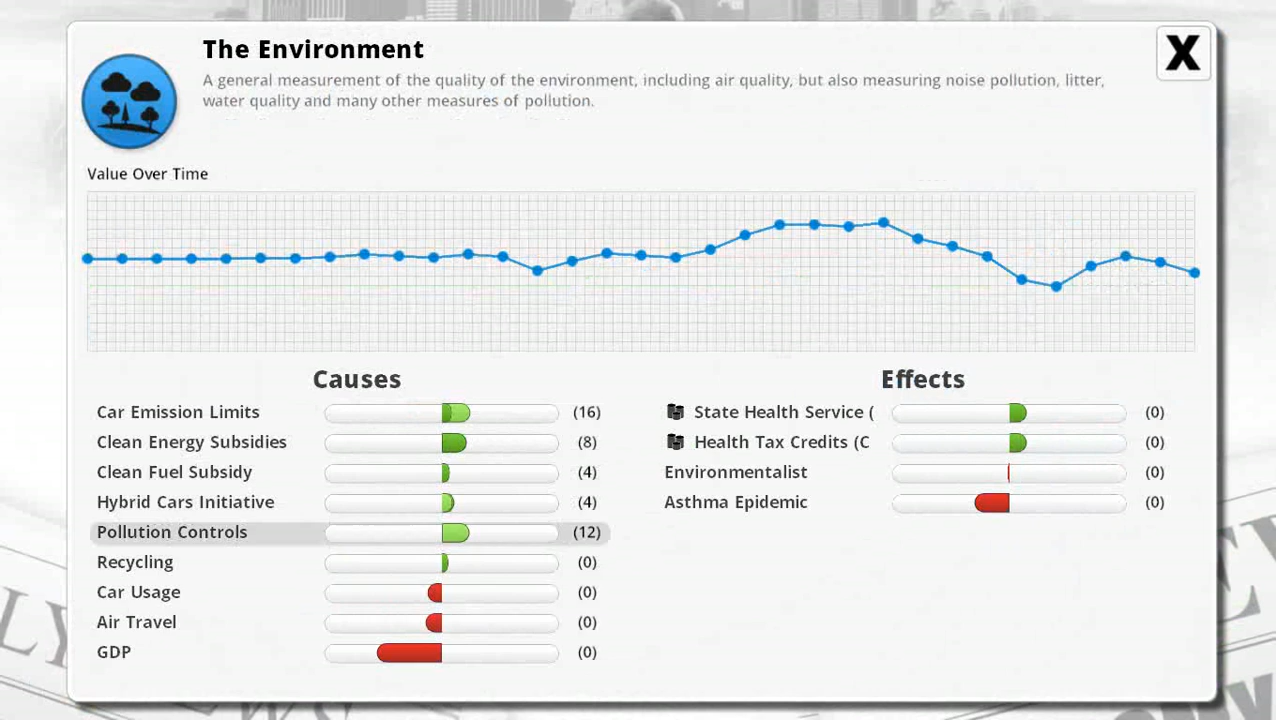 The Environment
X
A general measurement of the quality of the environment, including air quality, but also measuring noise pollution, litter,
water quality and many other measures of pollution.
Value Over Time
Causes
Car Emission Limits (16)
Clean Energy Subsidies (8)
Clean Fuel Subsidy (4)
Hybrid Cars Initiative (4)
Pollution Controls (12)
Recycling (0)
Car Usage (0)
Air Travel (0)
GDP (0)
Effects
State Health Service ( (0)
Health Tax Credits (C (0)
Environmentalist (0)
Asthma Epidemic (0)